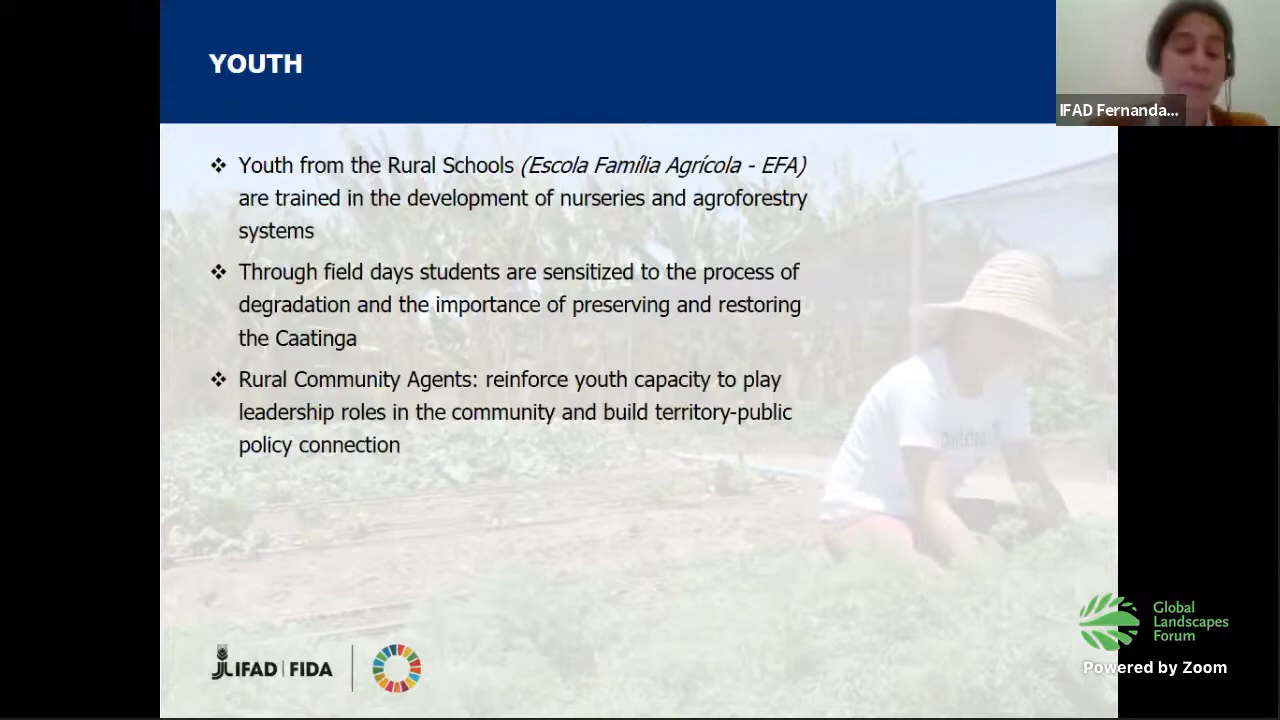 YOUTH
IFAD Fernanda...
❖ Youth from the Rural Schools (Escola Família Agrícola - EFA)
are trained in the development of nurseries and agroforestry
systems
❖ Through field days students are sensitized to the process of
degradation and the importance of preserving and restoring
the Caatinga
❖ Rural Community Agents: reinforce youth capacity to play
leadership roles in the community and build territory-public
policy connection
IFAD | FIDA
Global
Landscapes
Forum
Powered by Zoom